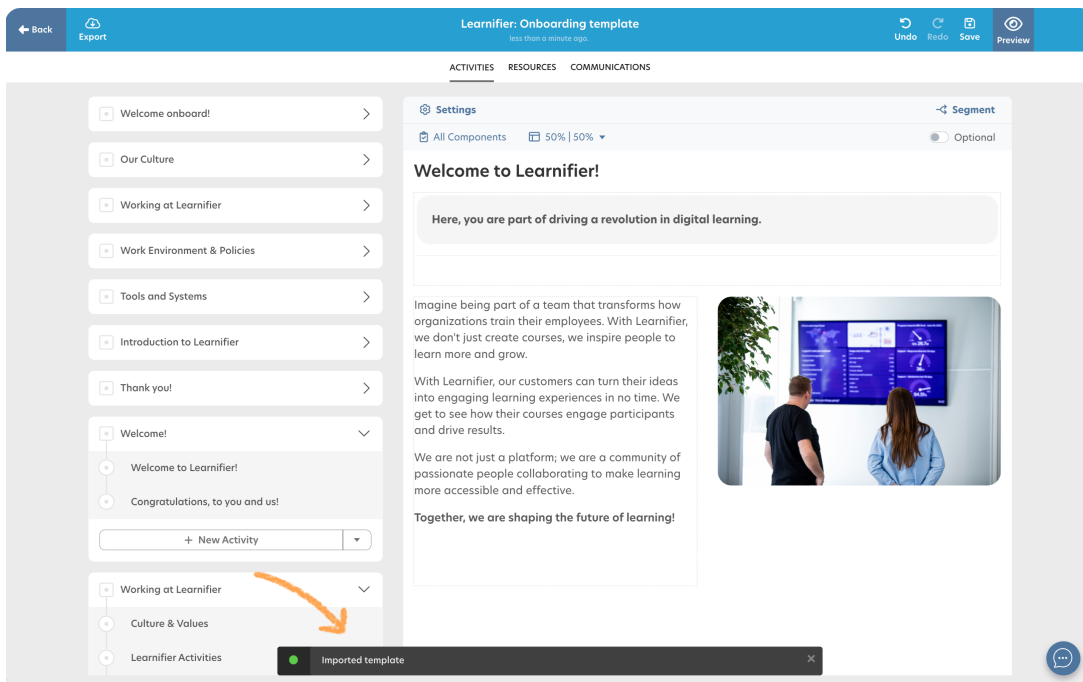 Back
Export
Learnifier: Onboarding template
less than a minute ago.
Undo
Redo
Save
Preview
ACTIVITIES
RESOURCES
COMMUNICATIONS
Welcome onboard!
Our Culture
Working at Learnifier
Work Environment & Policies
Tools and Systems
Introduction to Learnifier
Thank you!
Welcome!
Welcome to Learnifier!
Congratulations, to you and us!
+ New Activity
Working at Learnifier
Culture & Values
Learnifier Activities
Settings
Segment
All Components
50% | 50%
Optional
Welcome to Learnifier!
Here, you are part of driving a revolution in digital learning.
Imagine being part of a team that transforms how
organizations train their employees. With Learnifier,
we don't just create courses, we inspire people to
learn more and grow.
With Learnifier, our customers can turn their ideas
into engaging learning experiences in no time. We
get to see how their courses engage participants
and drive results.
We are not just a platform; we are a community of
passionate people collaborating to make learning
more accessible and effective.
Together, we are shaping the future of learning!
Imported template